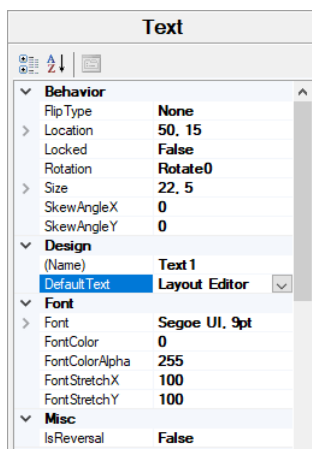 Text
Behavior
FlipType None
Location 50, 15
Locked False
Rotation Rotate0
Size 22, 5
SkewAngleX 0
SkewAngleY 0
Design
(Name) Text1
DefaultText Layout Editor
Font
Font Segoe UI, 9pt
FontColor 0
FontColorAlpha 255
FontStretchX 100
FontStretchY 100
Misc
IsReversal False